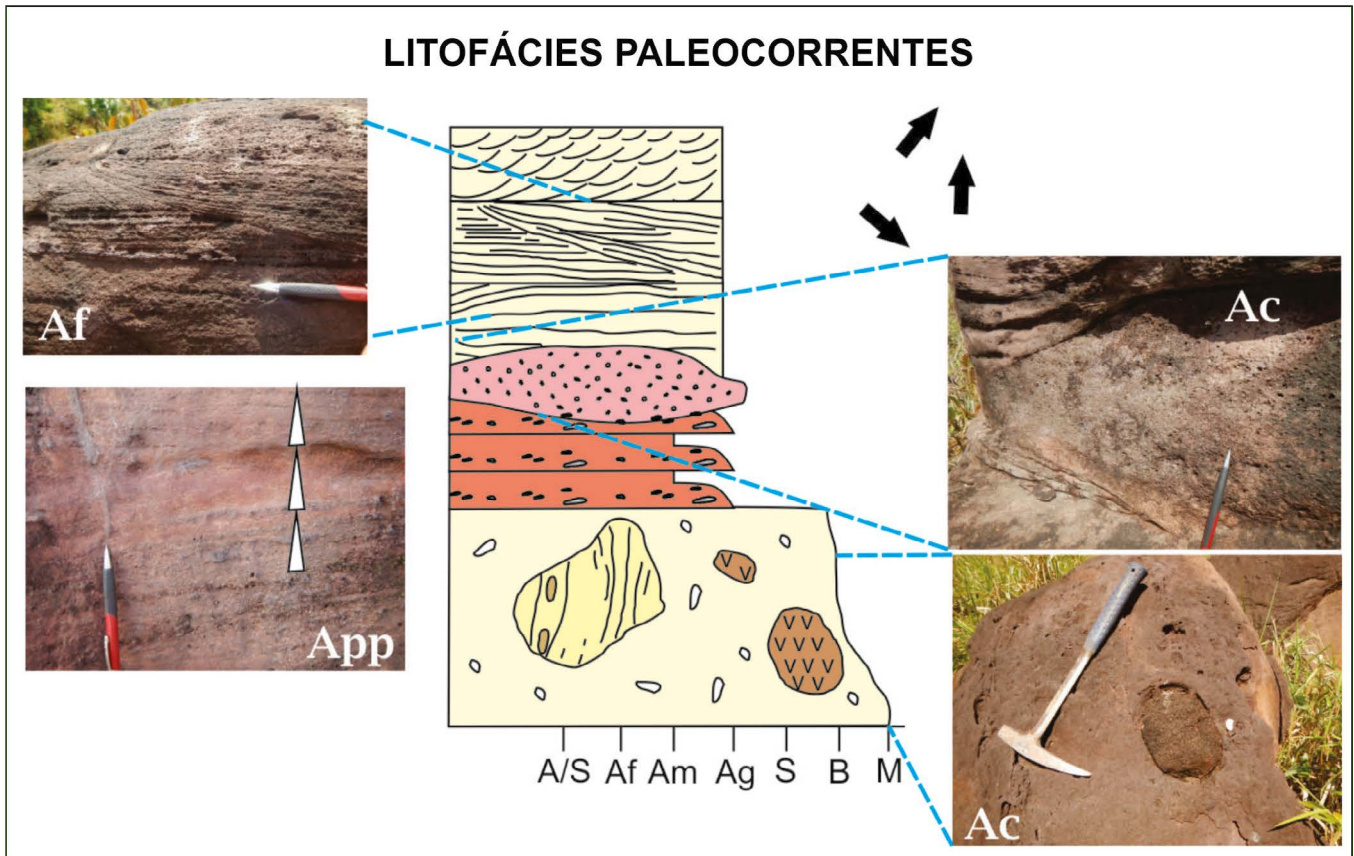 LITOFÁCIES PALEOCORRENTES
Af
Ac
App
V V
V V
V V V V
V V V V
V V
A/S Af Am Ag S B M
Ac